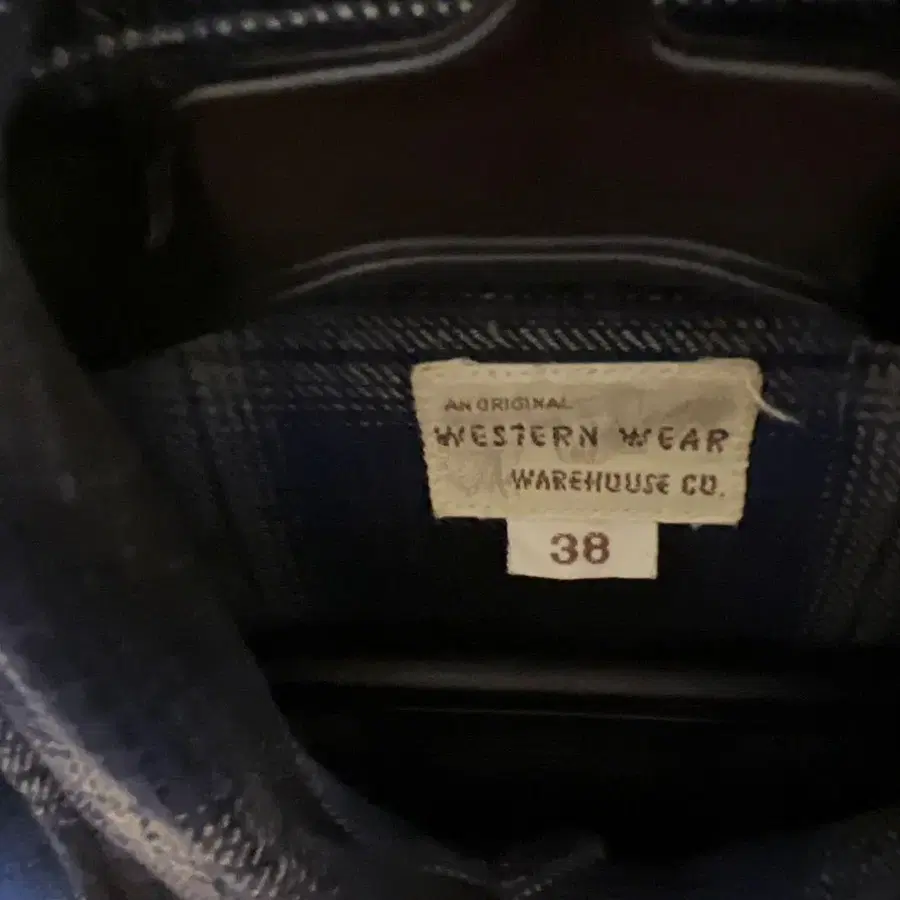 AN ORIGINAL
WESTERN WEAR
WAREHOUSE CO.
38